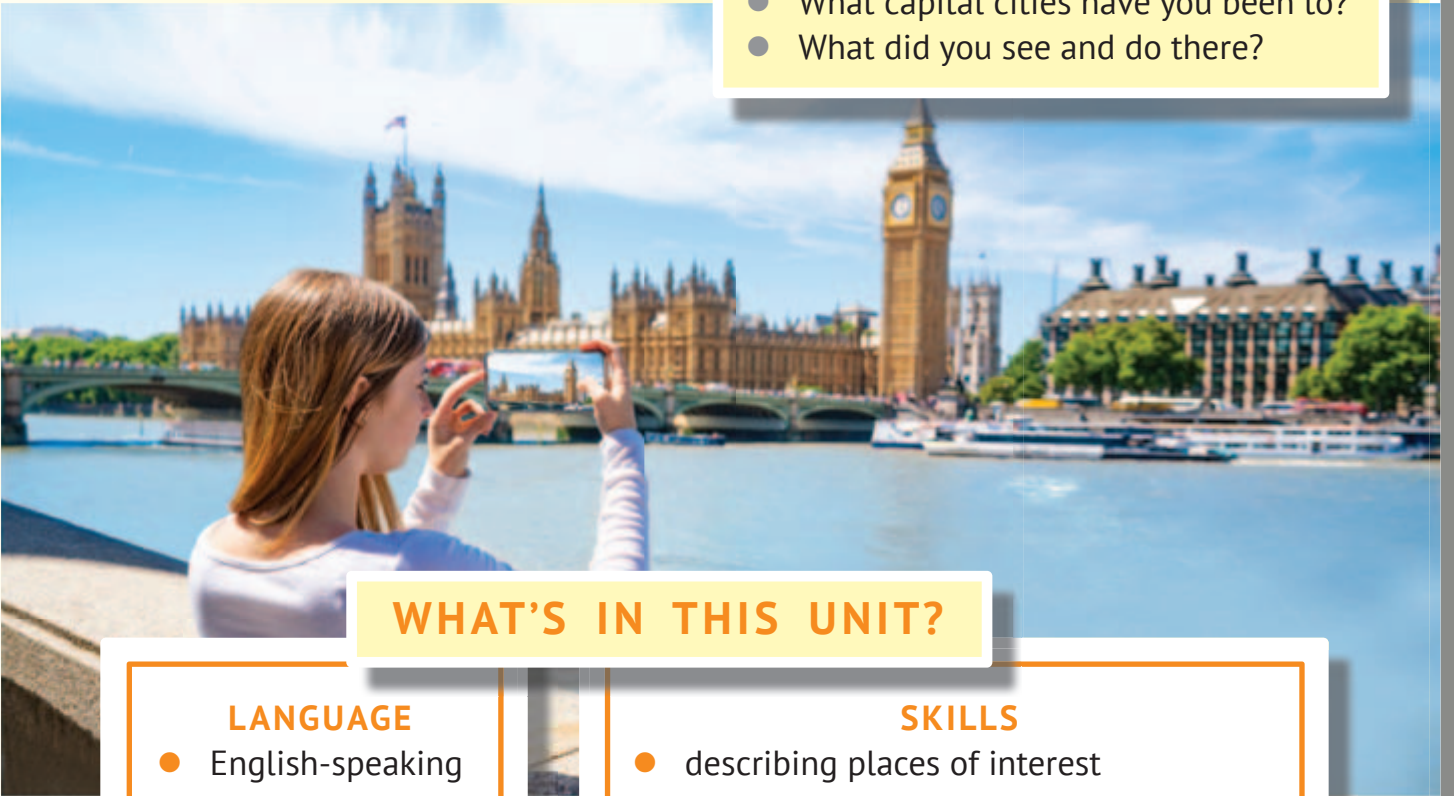 What capital cities have you been to?
What did you see and do there?
WHAT'S IN THIS UNIT?
LANGUAGE
English-speaking
SKILLS
describing places of interest